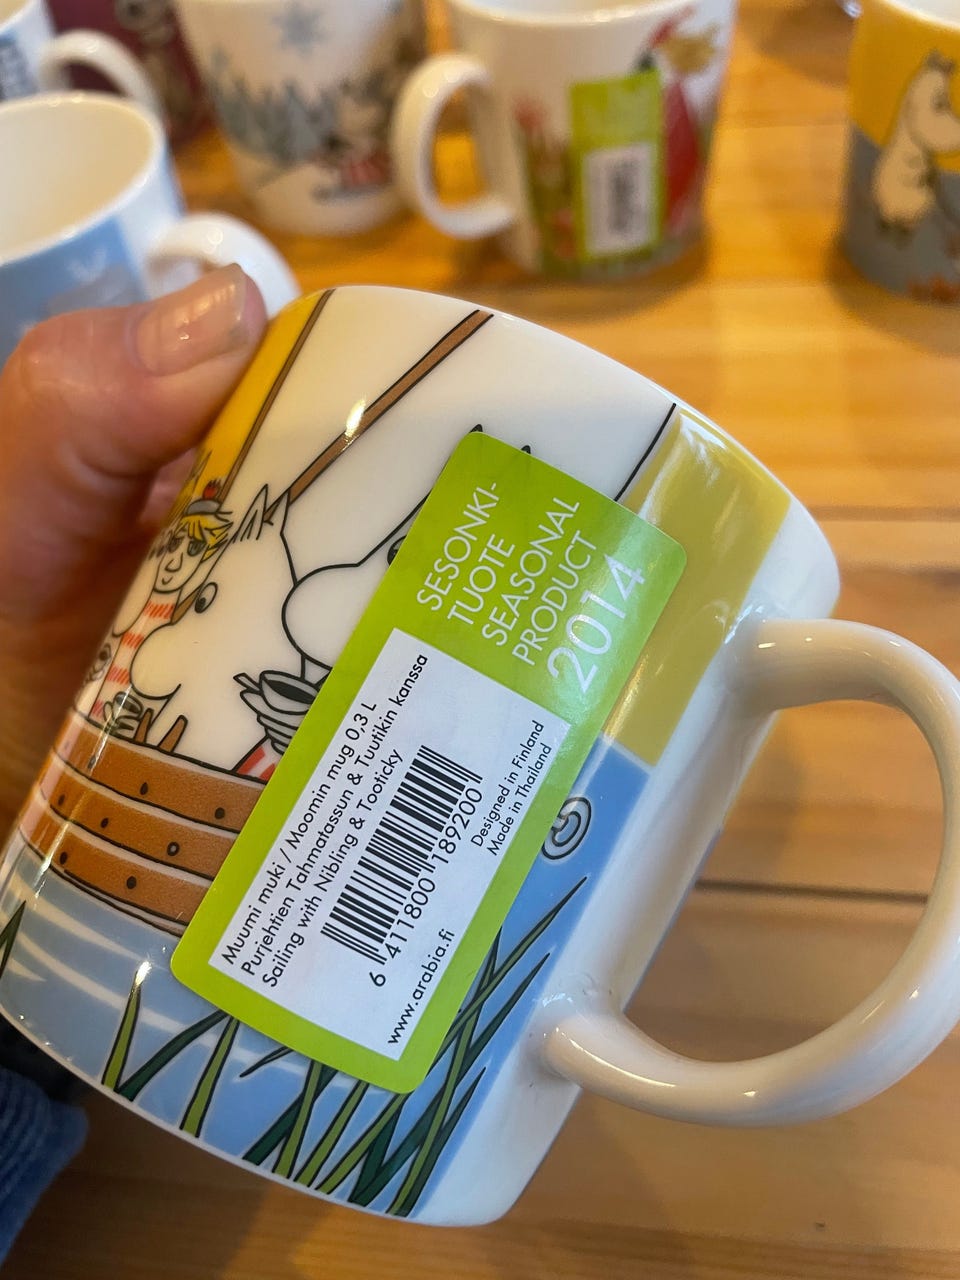 SESONKI-
TUOTE
SEASONAL
PRODUCT
2014
Muumi muki / Moomin mug 0,3 L
Purjehtien Tahmatassun & Tuutikin kanssa
Sailing with Nibling & Tooticky
6 411800 189200
Designed in Finland
Made in Thailand
www.arabia.fi